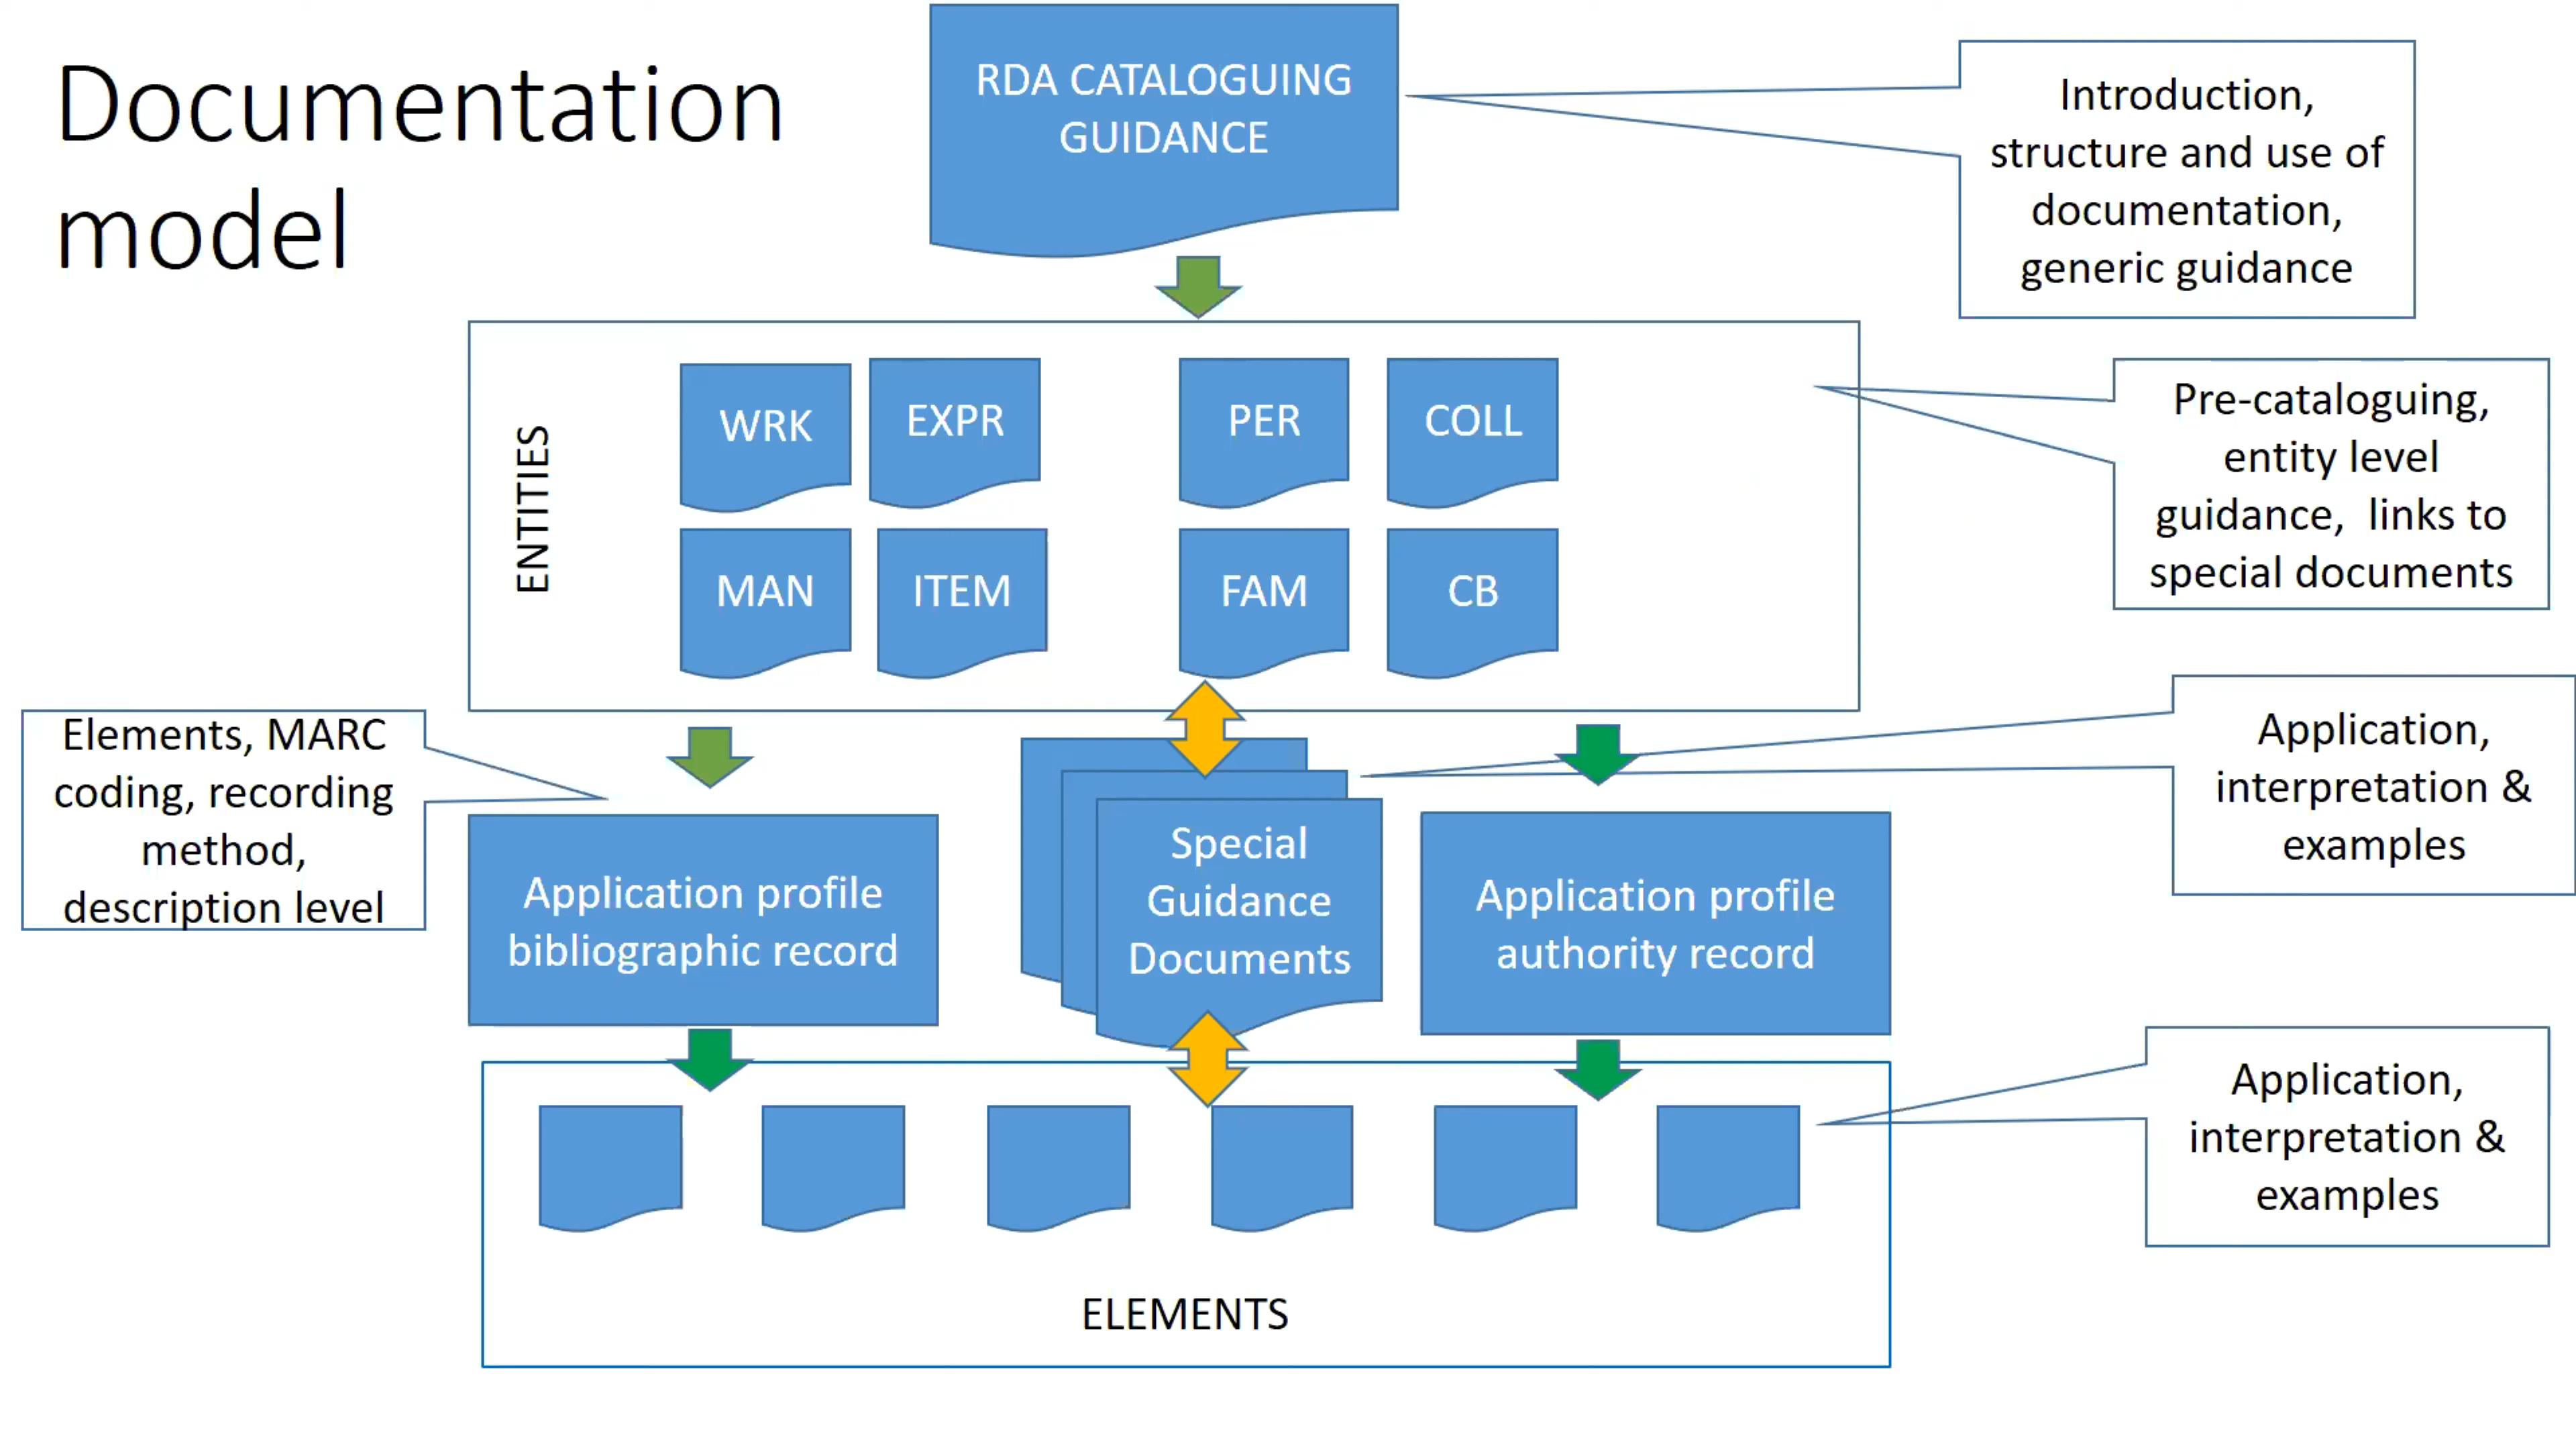 Documentation
model
RDA CATALOGUING
GUIDANCE
Introduction,
structure and use of
documentation,
generic guidance
ENTITIES
WRK
EXPR
PER
COLL
MAN
ITEM
FAM
CB
Pre-cataloguing,
entity level
guidance,  links to
special documents
Elements, MARC
coding, recording
method,
description level
Application profile
bibliographic record
Special
Guidance
Documents
Application profile
authority record
Application,
interpretation &
examples
ELEMENTS
Application,
interpretation &
examples